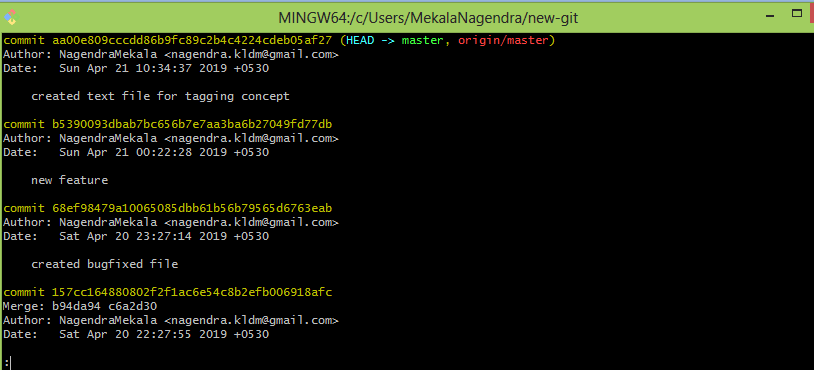 MINGW64:/c/Users/MekalaNagendra/new-git
commit aa00e809cccdd86b9fc89c2b4c4224cdeb05af27 (HEAD -> master, origin/master)
Author: NagendraMekala <nagendra.kldm@gmail.com>
Date:   Sun Apr 21 10:34:37 2019 +0530
    created text file for tagging concept
commit b5390093dbab7bc656b7e7aa3ba6b27049fd77db
Author: NagendraMekala <nagendra.kldm@gmail.com>
Date:   Sun Apr 21 00:22:28 2019 +0530
    new feature
commit 68ef98479a10065085dbb61b56b79565d6763eab
Author: NagendraMekala <nagendra.kldm@gmail.com>
Date:   Sat Apr 20 23:27:14 2019 +0530
    created bugfixed file
commit 157cc164880802f2f1ac6e54c8b2efb006918afc
Merge: b94da94 c6a2d30
Author: NagendraMekala <nagendra.kldm@gmail.com>
Date:   Sat Apr 20 22:27:55 2019 +0530
: